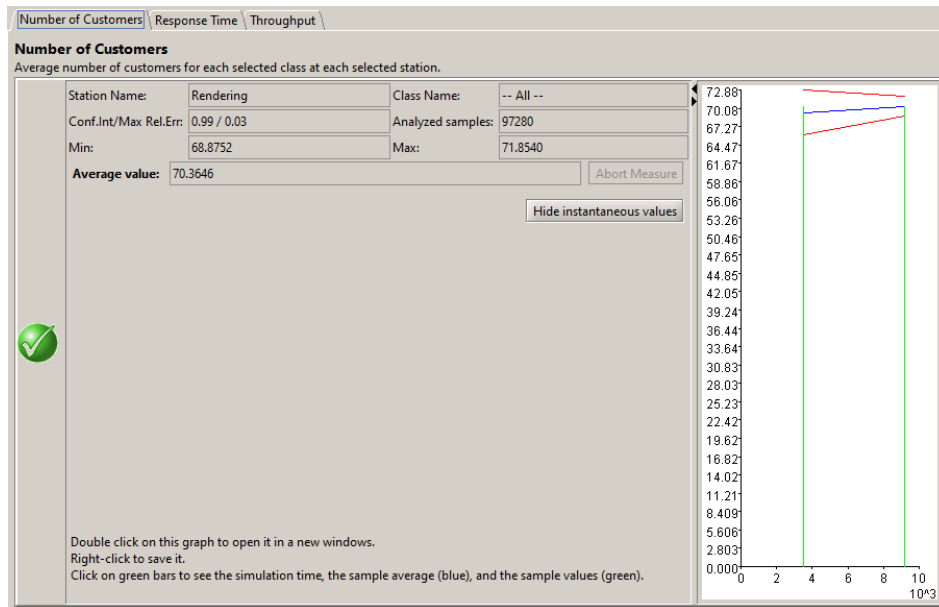 Number of Customers Response Time Throughput
Number of Customers
Average number of customers for each selected class at each selected station.
Station Name: Rendering Class Name: -- All --
Conf.Int/Max Rel.Err: 0.99 / 0.03 Analyzed samples: 97280
Min: 68.8752 Max: 71.8540
Average value: 70.3646 Abort Measure
Hide instantaneous values
Double click on this graph to open it in a new windows.
Right-click to save it.
Click on green bars to see the simulation time, the sample average (blue), and the sample values (green).
72.88
70.08
67.27
64.47
61.67
58.86
56.06
53.26
50.46
47.65
44.85
42.05
39.24
36.44
33.64
30.83
28.03
25.23
22.42
19.62
16.82
14.02
11.21
8.409
5.606
2.803
0.000
0 2 4 6 8 10
10^3